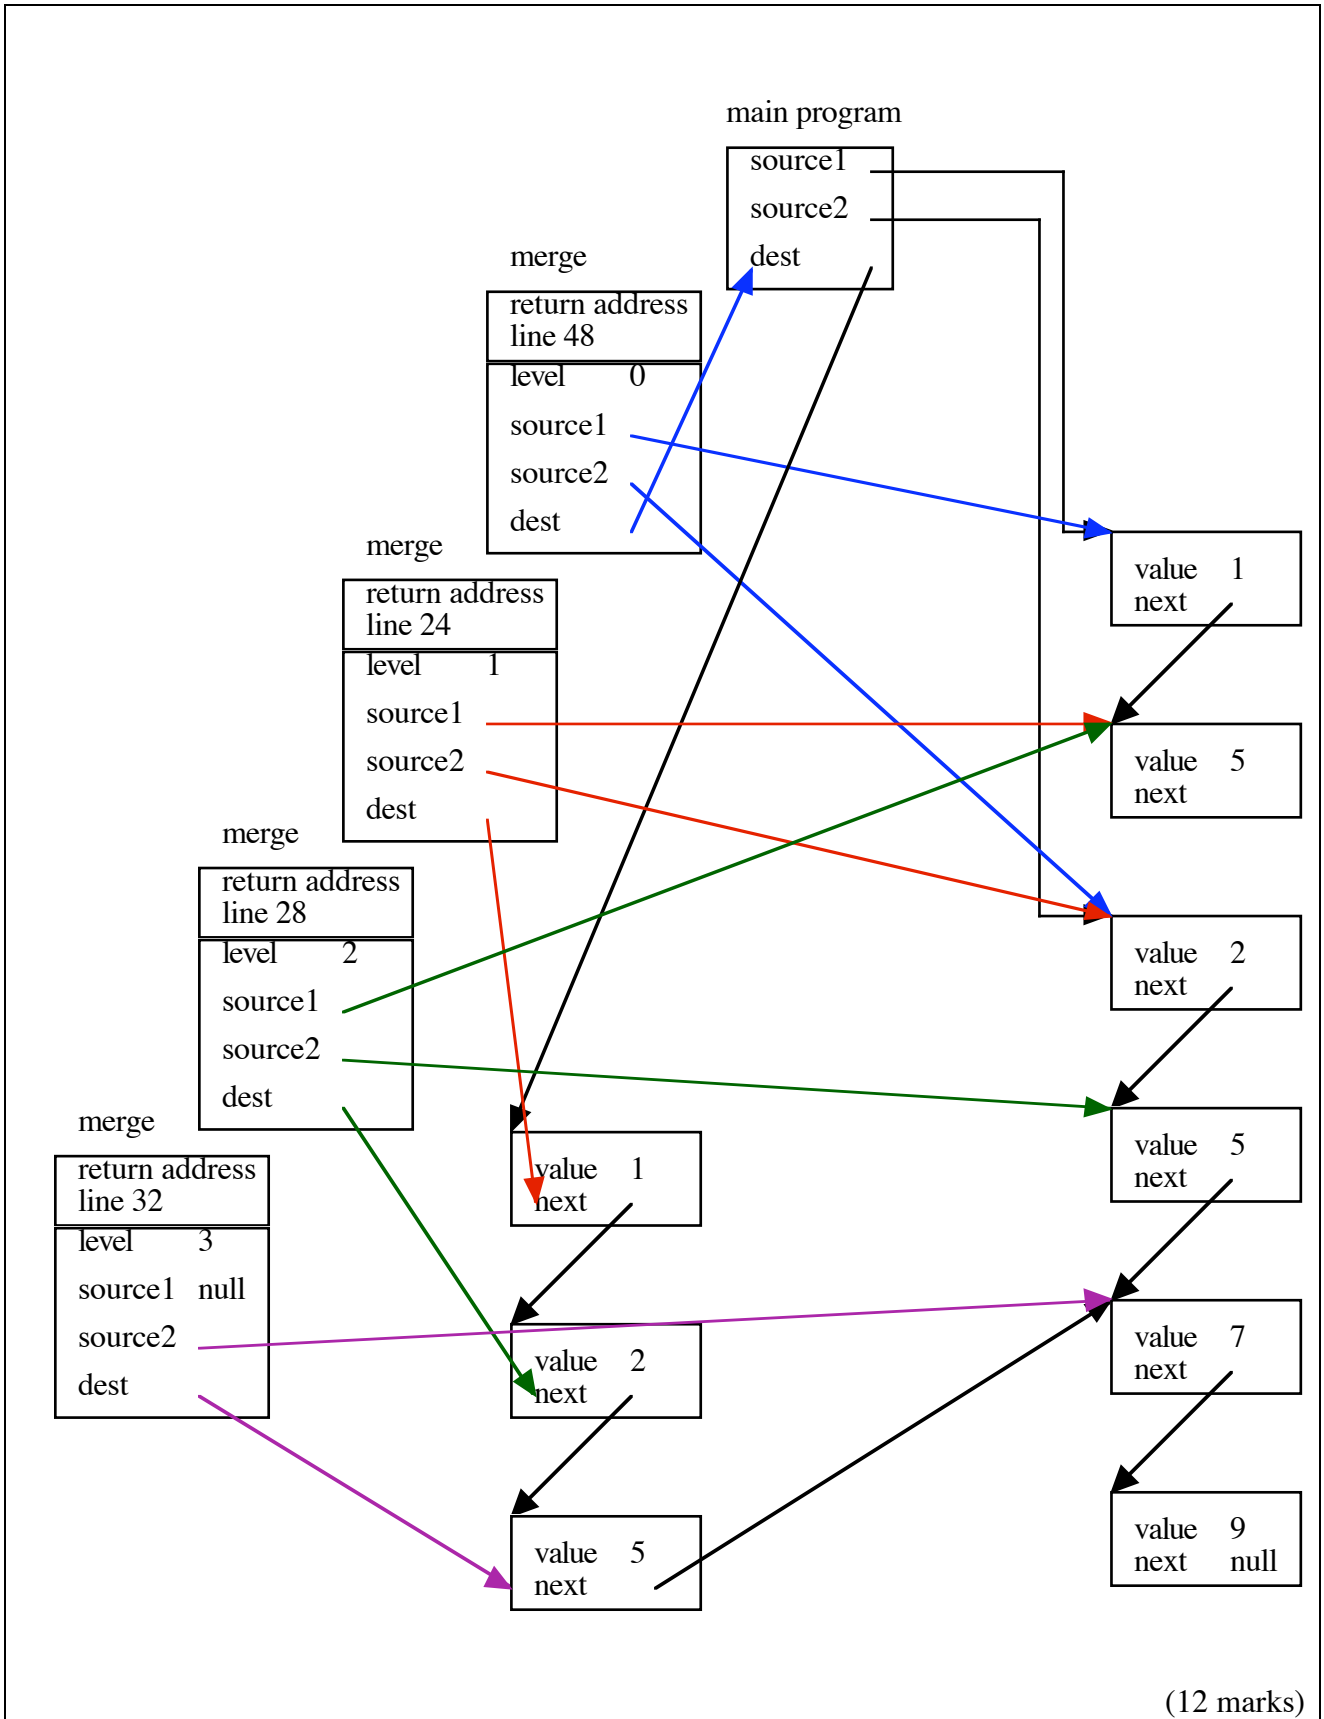 main program
source1
source2
dest
merge
return address
line 48
level 0
source1
source2
dest
merge
return address
line 24
level 1
source1
source2
dest
merge
return address
line 28
level 2
source1
source2
dest
merge
return address
line 32
level 3
source1 null
source2
dest
value 1
next
value 2
next
value 5
next
value 1
next
value 5
next
value 2
next
value 5
next
value 7
next
value 9
next null
(12 marks)